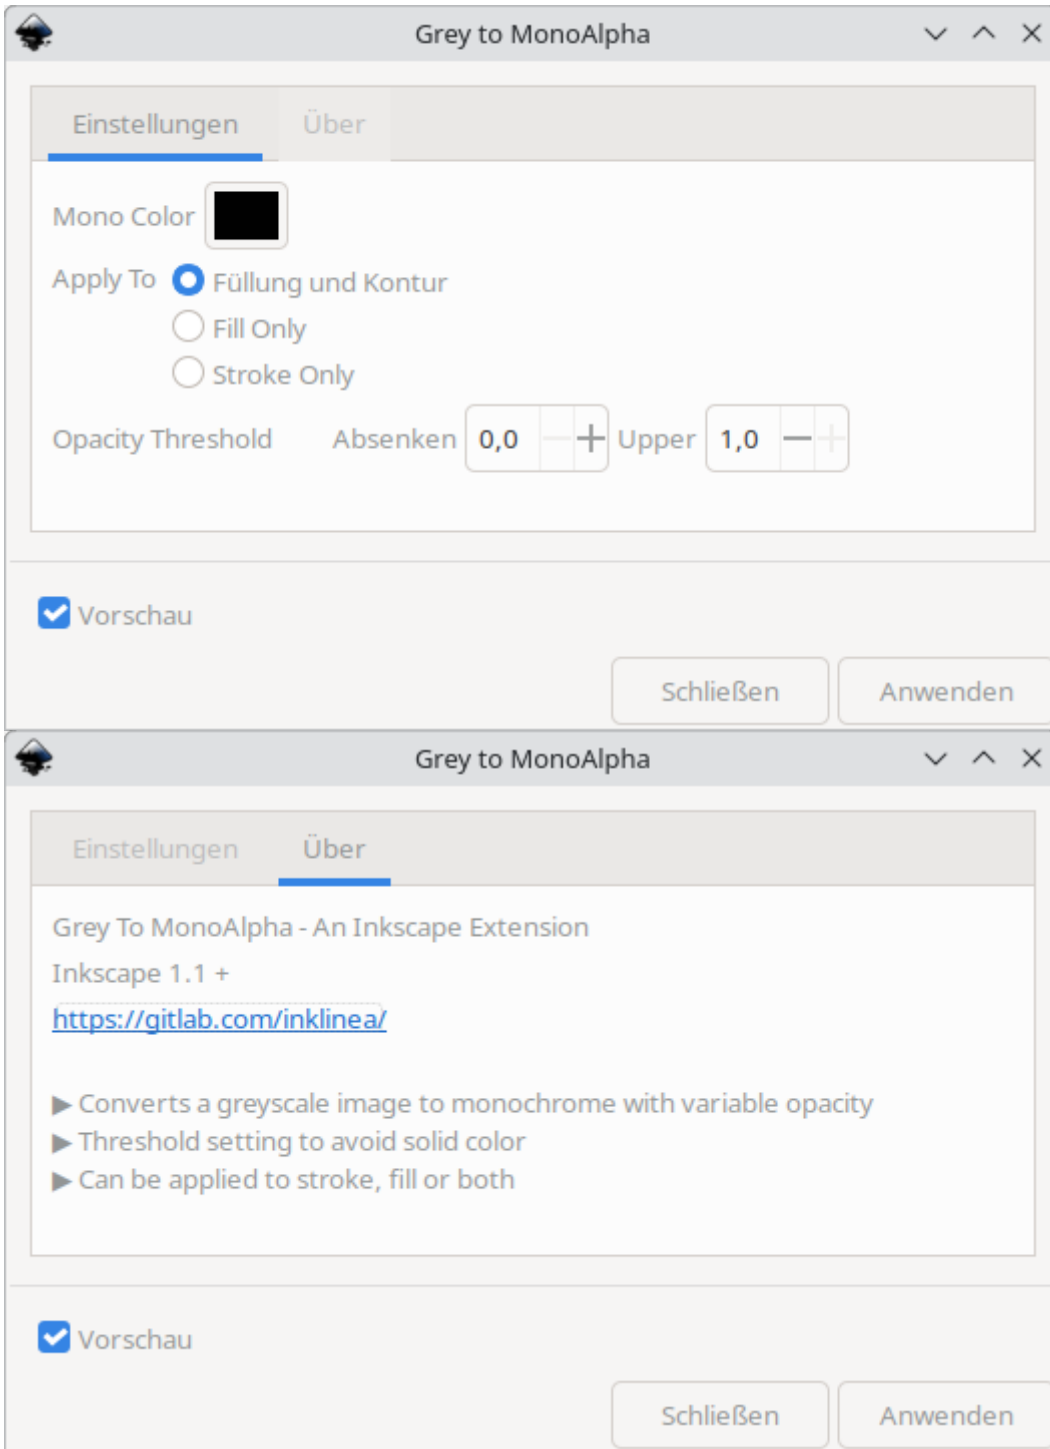 Grey to MonoAlpha
Einstellungen Über
Mono Color
Apply To Füllung und Kontur
Fill Only
Stroke Only
Opacity Threshold Absenken 0,0 Upper 1,0
Vorschau
Schließen Anwenden
Grey to MonoAlpha
Einstellungen Über
Grey To MonoAlpha - An Inkscape Extension
Inkscape 1.1 +
https://gitlab.com/inklinea/
▶ Converts a greyscale image to monochrome with variable opacity
▶ Threshold setting to avoid solid color
▶ Can be applied to stroke, fill or both
Vorschau
Schließen Anwenden